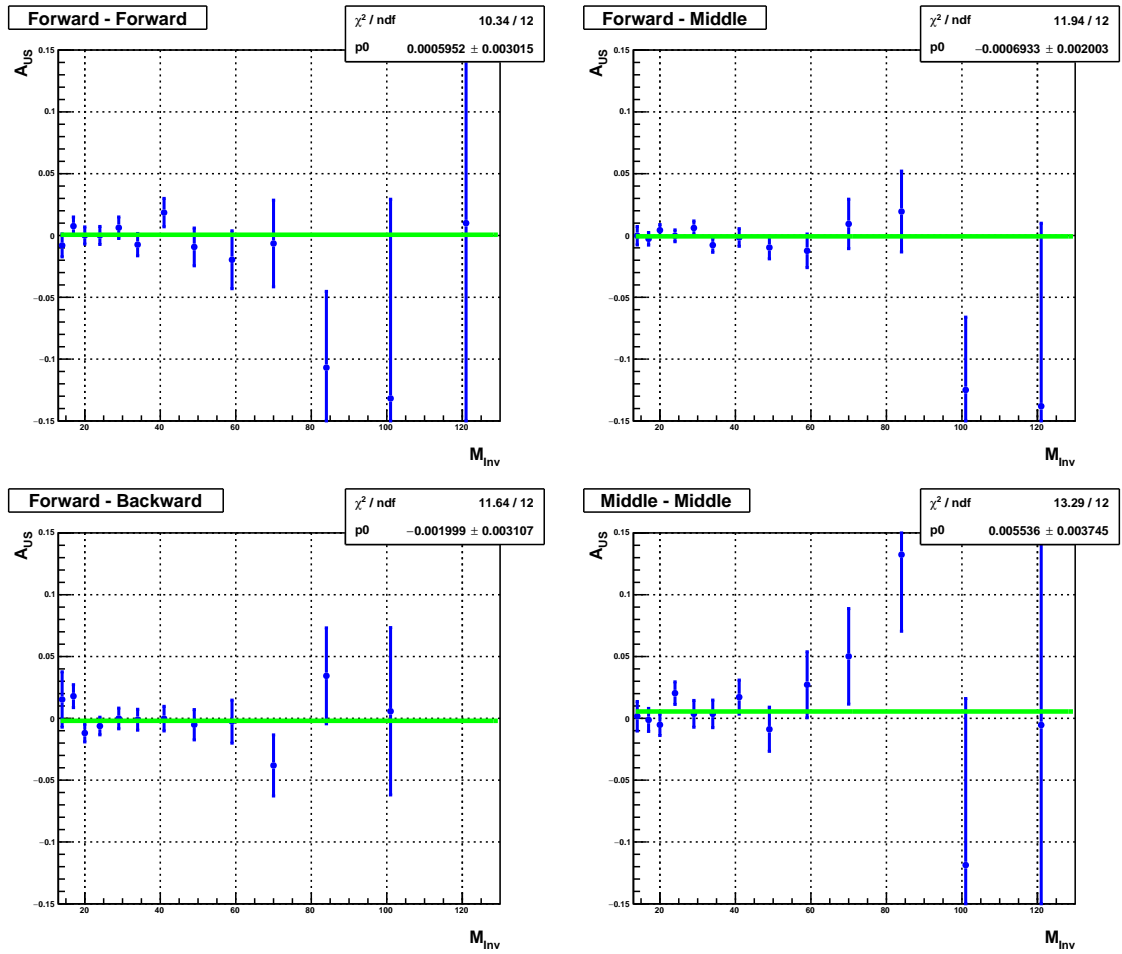 Forward - Forward
χ² / ndf 10.34 / 12
p0 0.0005952 ± 0.003015
A_US
0.15
0.1
0.05
0
−0.05
−0.1
−0.15
20 40 60 80 100 120
M_Inv
Forward - Middle
χ² / ndf 11.94 / 12
p0 −0.0006933 ± 0.002003
A_US
0.15
0.1
0.05
0
−0.05
−0.1
−0.15
20 40 60 80 100 120
M_Inv
Forward - Backward
χ² / ndf 11.64 / 12
p0 −0.001999 ± 0.003107
A_US
0.15
0.1
0.05
0
−0.05
−0.1
−0.15
20 40 60 80 100 120
M_Inv
Middle - Middle
χ² / ndf 13.29 / 12
p0 0.005536 ± 0.003745
A_US
0.15
0.1
0.05
0
−0.05
−0.1
−0.15
20 40 60 80 100 120
M_Inv